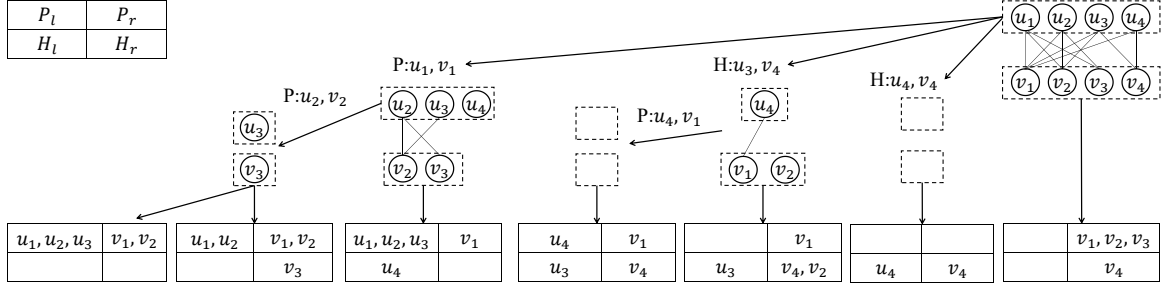 P_l P_r
H_l H_r
u_1 u_2 u_3 u_4
v_1 v_2 v_3 v_4
P:u_1, v_1
H:u_3, v_4
H:u_4, v_4
P:u_2, v_2
u_2 u_3 u_4
v_2 v_3
u_3
v_3
P:u_4, v_1
u_4
v_1 v_2
u_1, u_2, u_3 v_1, v_2
u_1, u_2 v_1, v_2
v_3
u_1, u_2, u_3 v_1
u_4
u_4 v_1
u_3 v_4
v_1
u_3 v_4, v_2
u_4 v_4
v_1, v_2, v_3
v_4